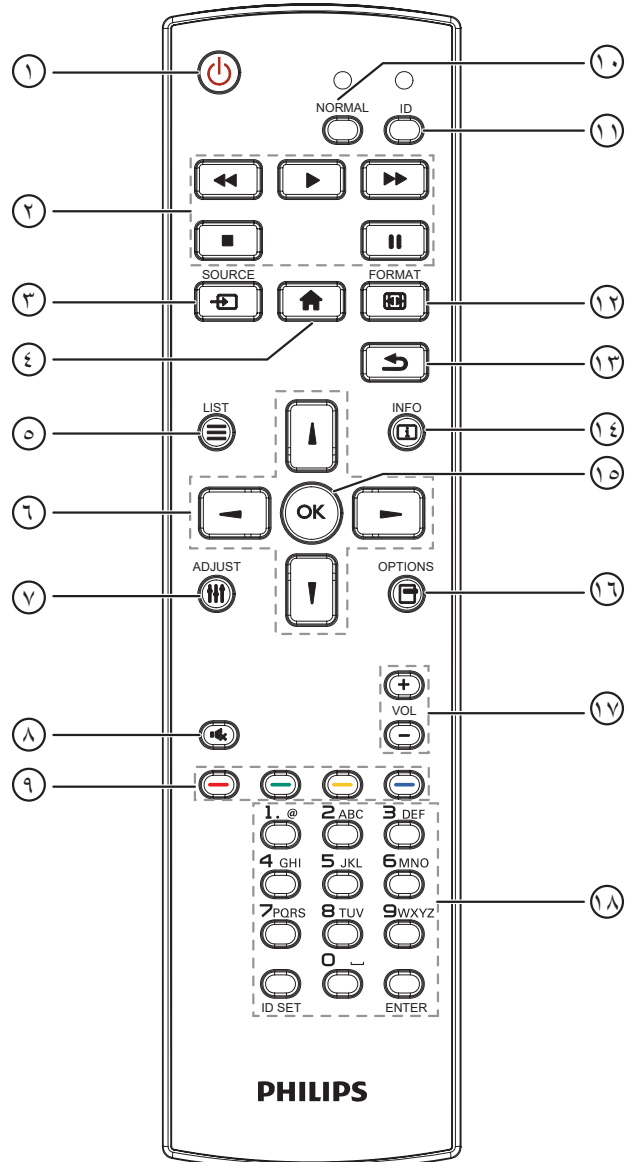 ١
١٠
NORMAL
ID
١١
٢
SOURCE
FORMAT
٣
١٢
٤
١٣
LIST
INFO
٥
١٤
١٥
OK
٦
ADJUST
OPTIONS
٧
١٦
+
VOL
١٧
−
٨
٩
1. @
2 ABC
3 DEF
4 GHI
5 JKL
6 MNO
١٨
7 PQRS
8 TUV
9 WXYZ
0 ⎵
ID SET
ENTER
PHILIPS